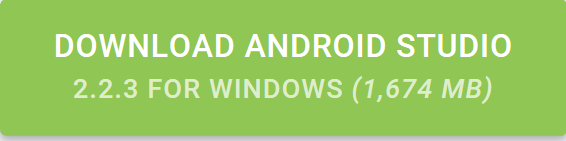 DOWNLOAD ANDROID STUDIO
2.2.3 FOR WINDOWS (1,674 MB)